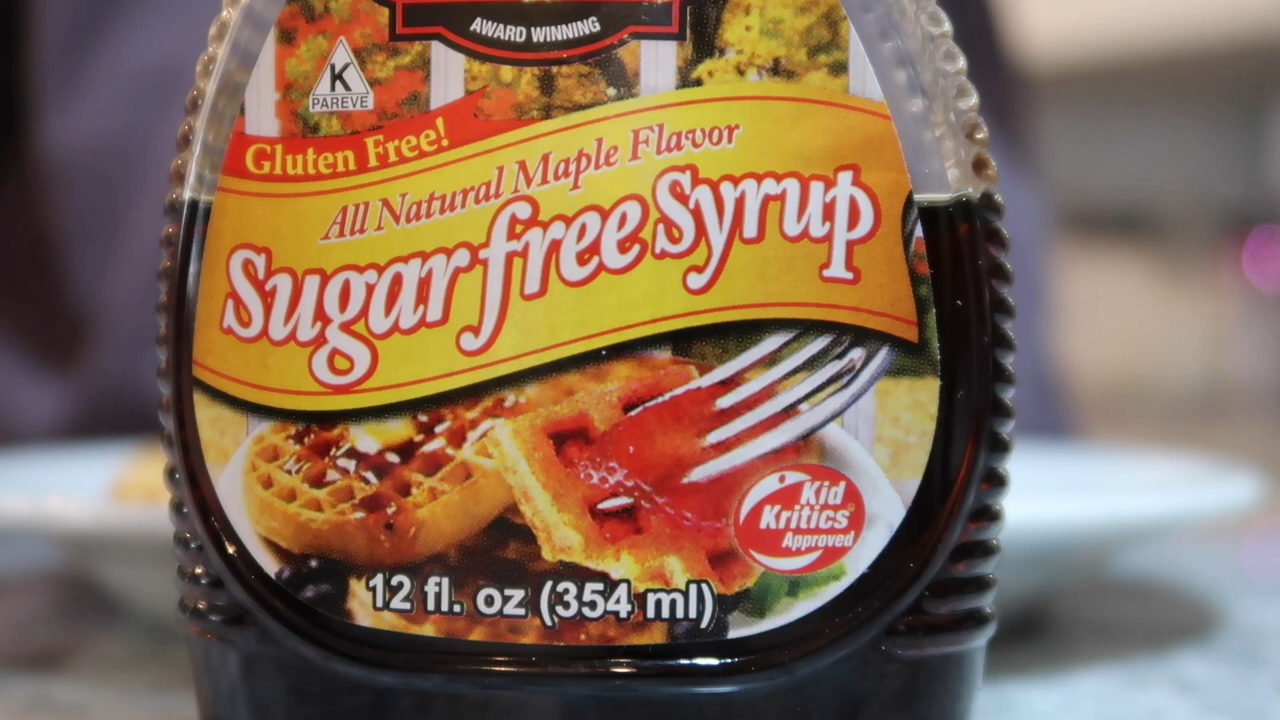 AWARD WINNING
K
PAREVE
Gluten Free!
All Natural Maple Flavor
Sugar free Syrup
Kid
Kritics®
Approved
12 fl. oz (354 ml)